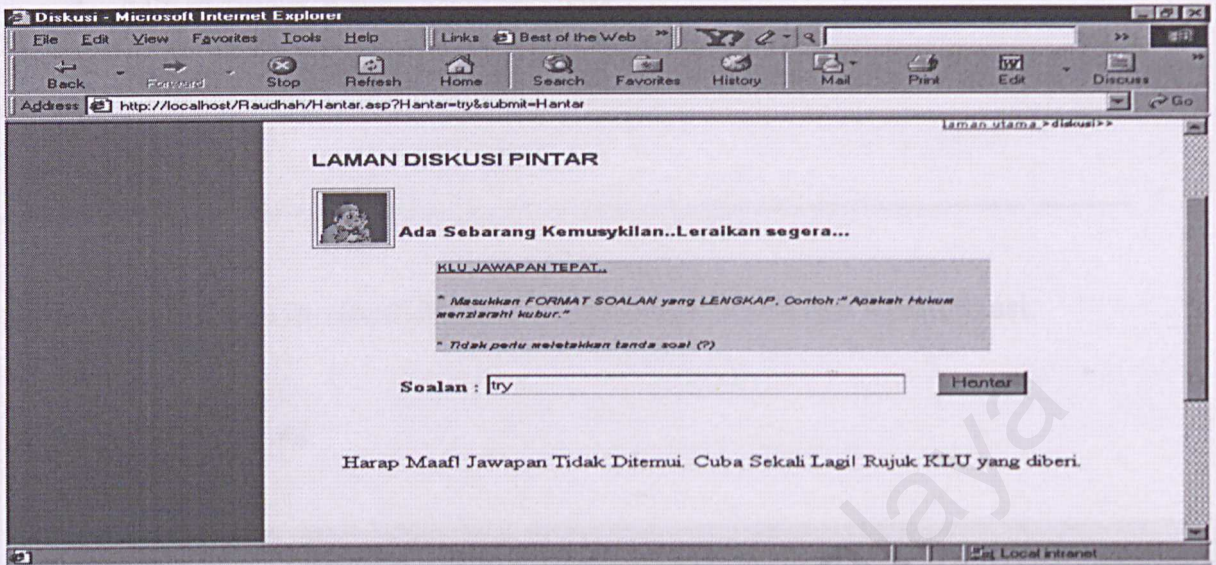 Diskusi - Microsoft Internet Explorer
File Edit View Favorites Tools Help Links Best of the Web
Back Forward Stop Refresh Home Search Favorites History Mail Print Edit Discuss
Address http://localhost/Raudhah/Hantar.asp?Hantar=try&submit=Hantar Go
laman utama >diskusi>>
LAMAN DISKUSI PINTAR
Ada Sebarang Kemusykilan..Leraikan segera...
KLU JAWAPAN TEPAT..
* Masukkan FORMAT SOALAN yang LENGKAP, Contoh:" Apakah Hukum
menziarahi kubur."
* Tidak perlu meletakkan tanda soal (?)
Soalan : try Hantar
Harap Maaf! Jawapan Tidak Ditemui. Cuba Sekali Lagi! Rujuk KLU yang diberi.
Local intranet
laya